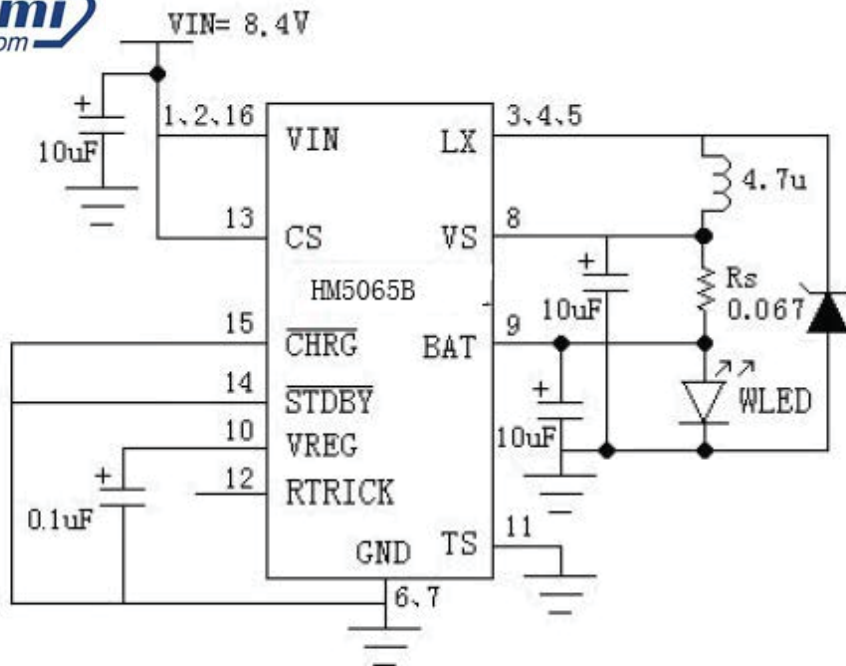 mi
om
VIN= 8.4V
+
10uF
1、2、16
VIN
13
CS
HM5065B
15
CHRG
14
STDBY
10
VREG
12
RTRICK
+
0.1uF
GND
6、7
LX
3、4、5
4.7u
VS
8
+
10uF
Rs
0.067
BAT
9
+
10uF
WLED
TS
11